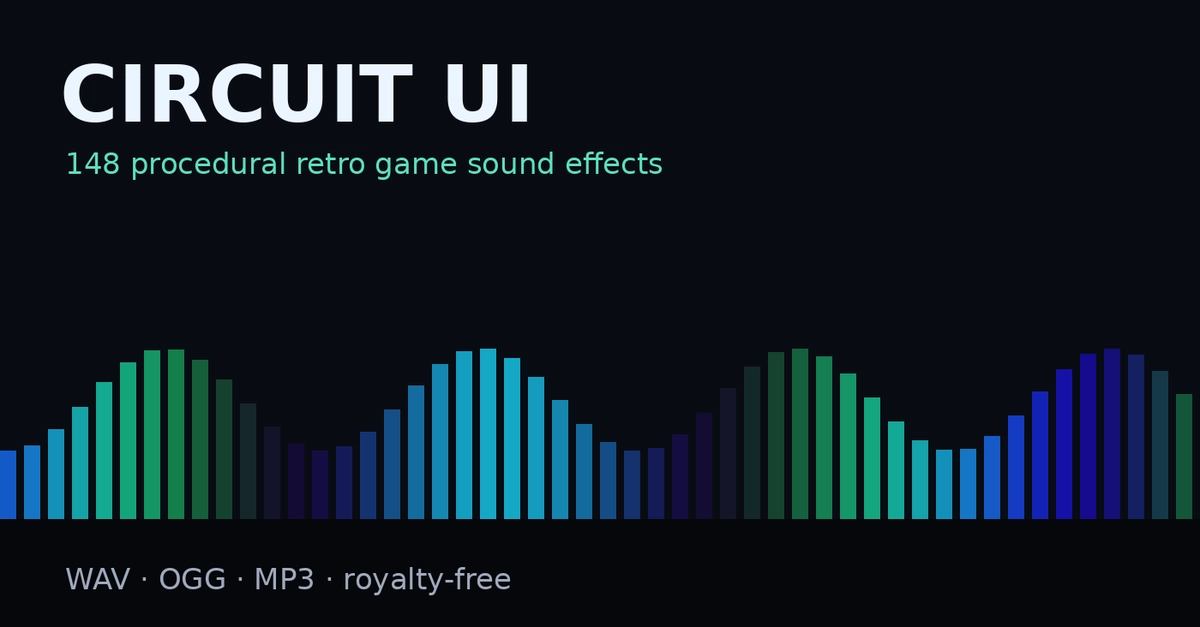 CIRCUIT UI
148 procedural retro game sound effects
WAV · OGG · MP3 · royalty-free